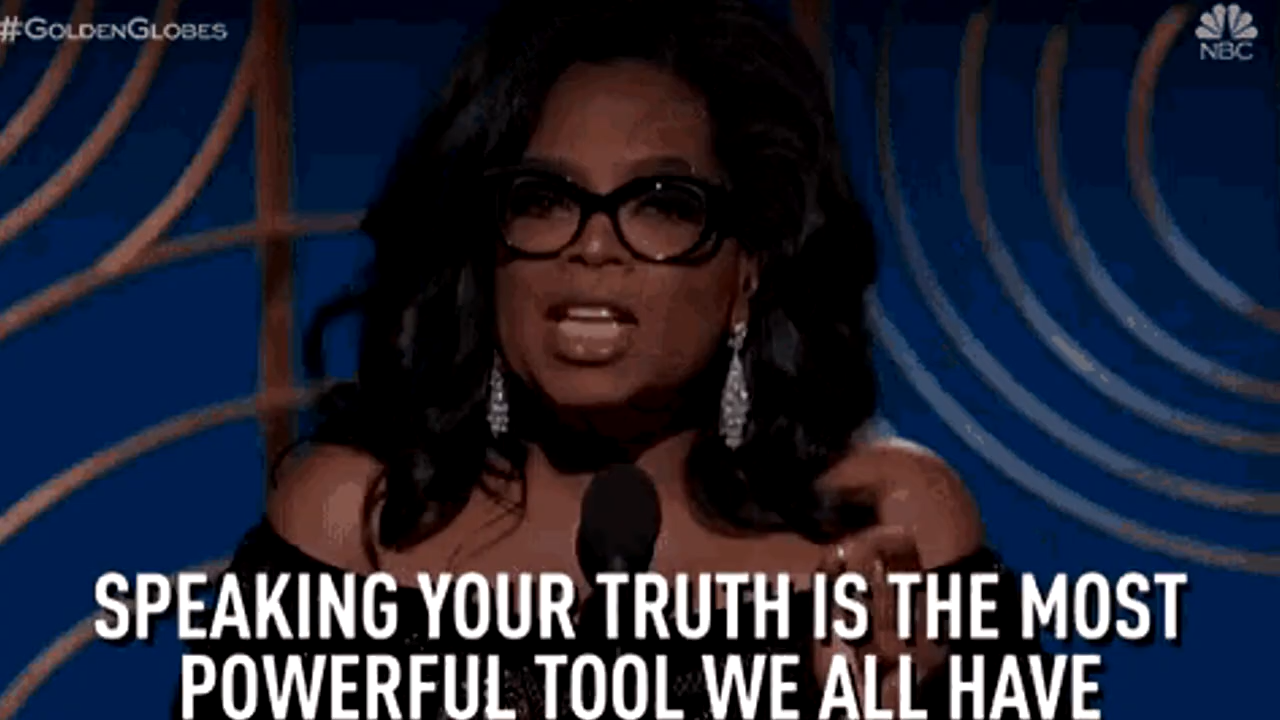 #GOLDENGLOBES
NBC
SPEAKING YOUR TRUTH IS THE MOST
POWERFUL TOOL WE ALL HAVE